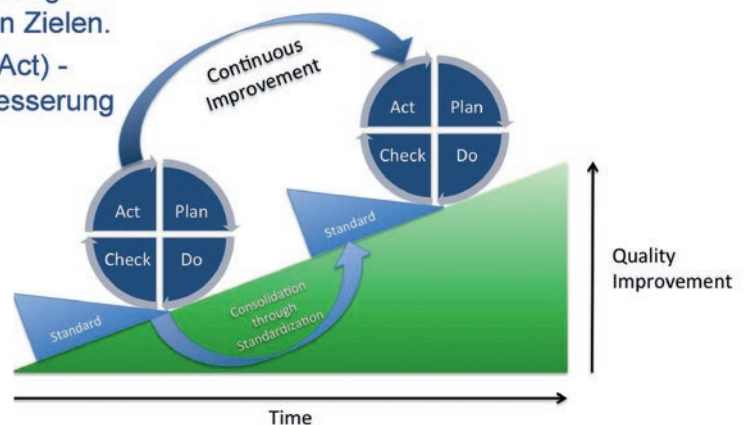 n Zielen.
Act) -
esserung
Continuous
Improvement
Act
Plan
Check
Do
Act
Plan
Check
Do
Standard
Standard
Consolidation
through
Standardization
Quality
Improvement
Time